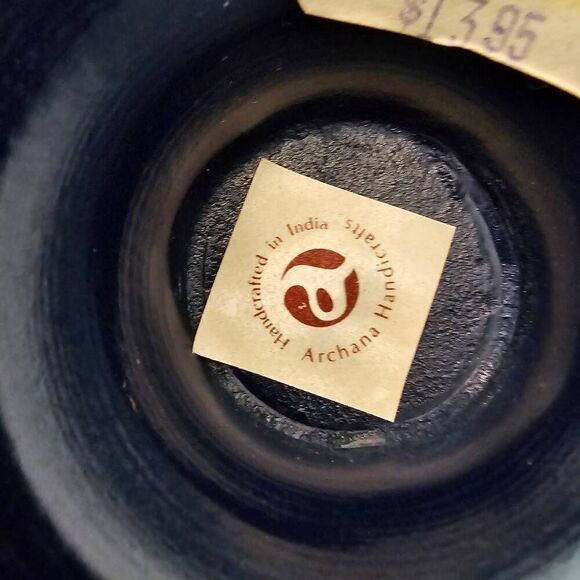 $13.95
Handcrafted in India
Archana Handicrafts